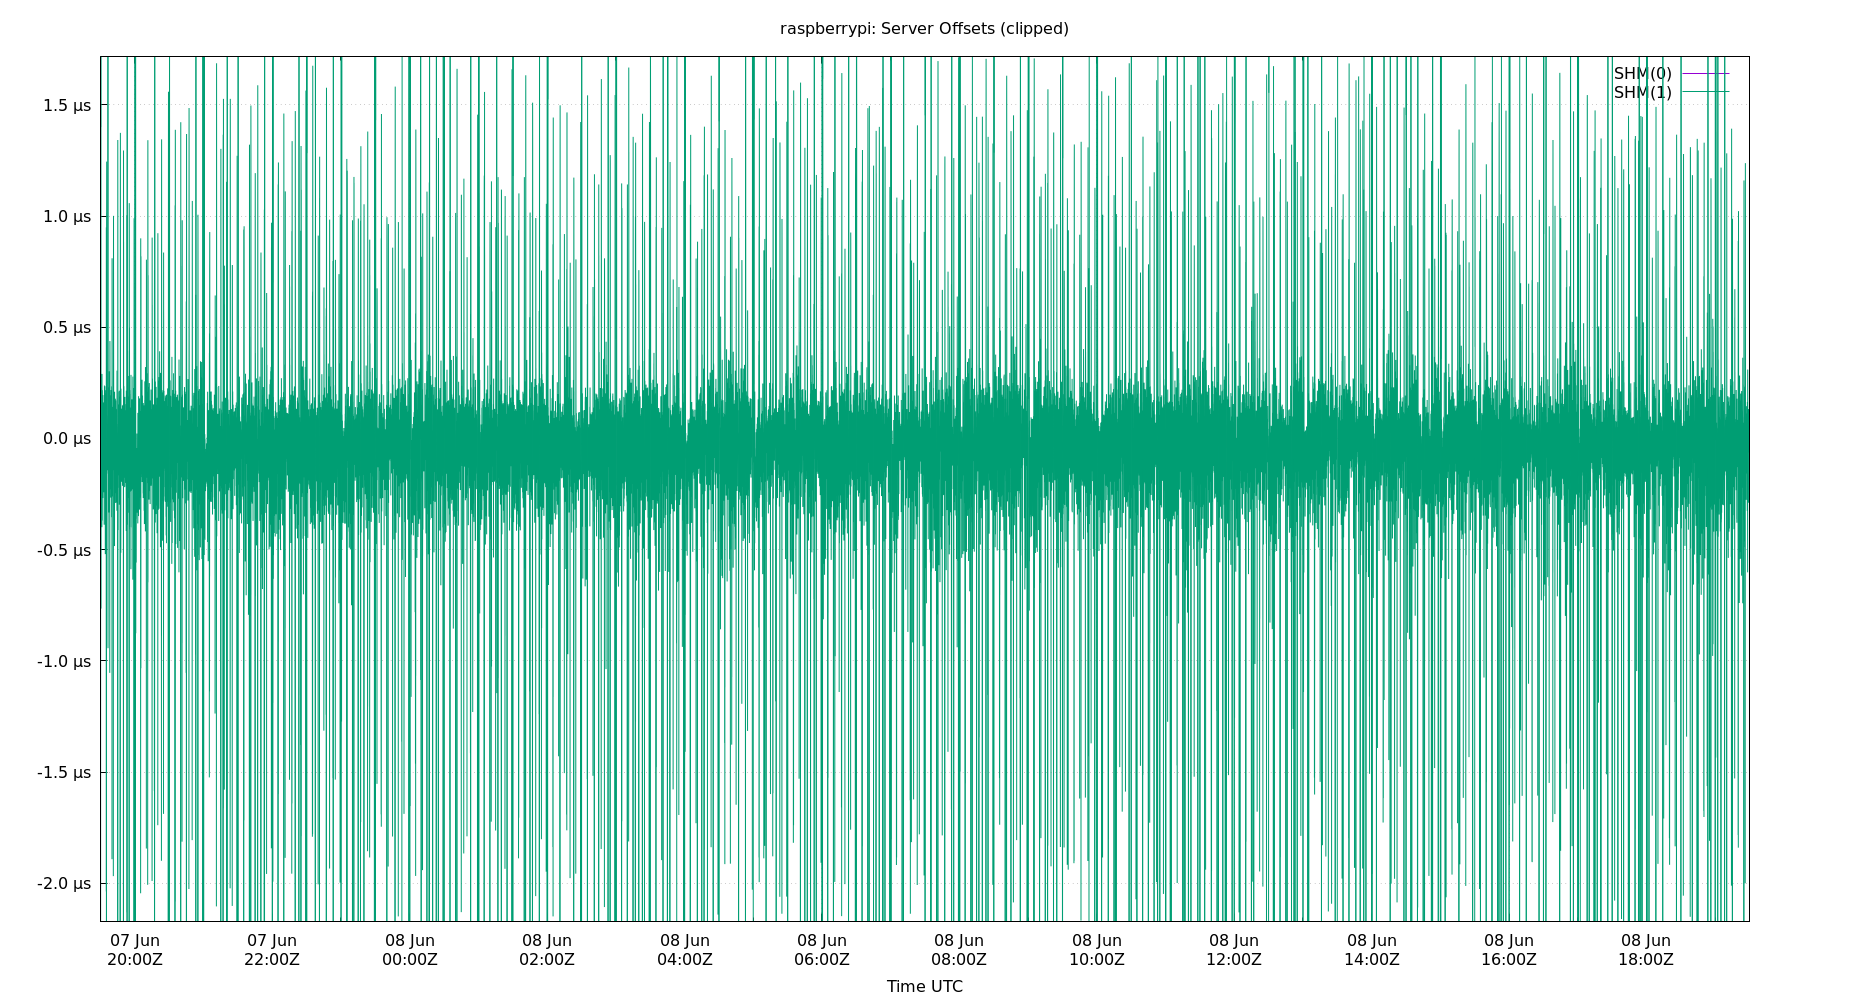 raspberrypi: Server Offsets (clipped)
SHM(0)
SHM(1)
1.5 µs
1.0 µs
0.5 µs
0.0 µs
-0.5 µs
-1.0 µs
-1.5 µs
-2.0 µs
07 Jun 07 Jun 08 Jun 08 Jun 08 Jun 08 Jun 08 Jun 08 Jun 08 Jun 08 Jun 08 Jun 08 Jun
20:00Z 22:00Z 00:00Z 02:00Z 04:00Z 06:00Z 08:00Z 10:00Z 12:00Z 14:00Z 16:00Z 18:00Z
Time UTC